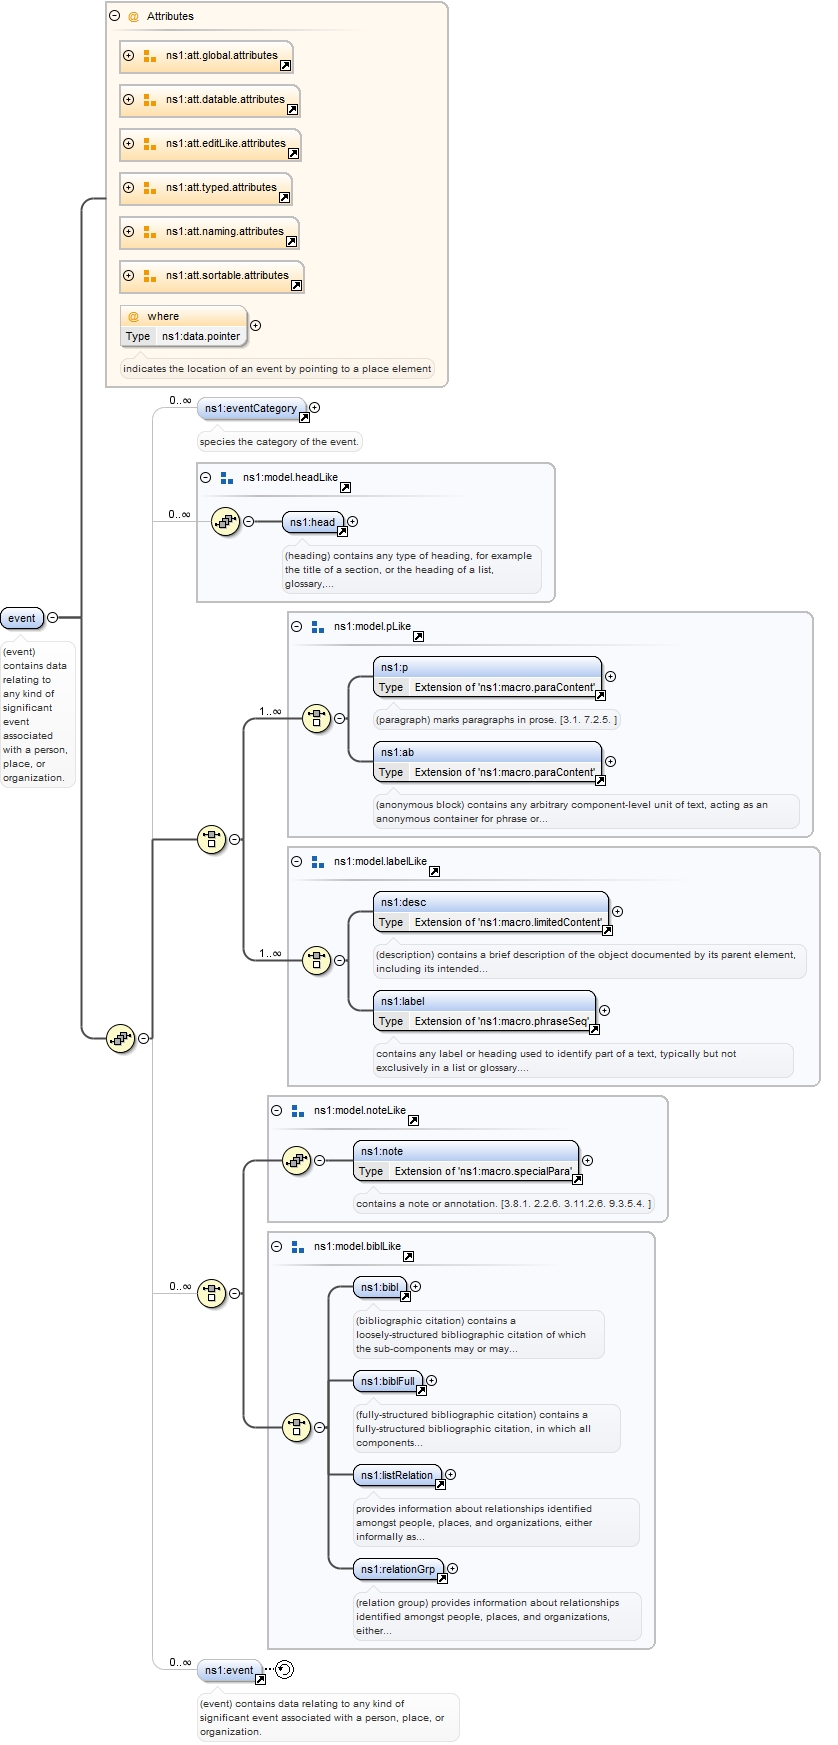 @ Attributes
ns1:att.global.attributes
ns1:att.datable.attributes
ns1:att.editLike.attributes
ns1:att.typed.attributes
ns1:att.naming.attributes
ns1:att.sortable.attributes
@ where
Type ns1:data.pointer
indicates the location of an event by pointing to a place element
0..∞
ns1:eventCategory
species the category of the event.
ns1:model.headLike
0..∞
ns1:head
(heading) contains any type of heading, for example
the title of a section, or the heading of a list,
glossary,...
event
(event)
contains data
relating to
any kind of
significant
event
associated
with a person,
place, or
organization.
ns1:model.pLike
1..∞
ns1:p
Type Extension of 'ns1:macro.paraContent'
(paragraph) marks paragraphs in prose. [3.1. 7.2.5. ]
ns1:ab
Type Extension of 'ns1:macro.paraContent'
(anonymous block) contains any arbitrary component-level unit of text, acting as an
anonymous container for phrase or...
ns1:model.labelLike
1..∞
ns1:desc
Type Extension of 'ns1:macro.limitedContent'
(description) contains a brief description of the object documented by its parent element,
including its intended...
ns1:label
Type Extension of 'ns1:macro.phraseSeq'
contains any label or heading used to identify part of a text, typically but not
exclusively in a list or glossary....
ns1:model.noteLike
ns1:note
Type Extension of 'ns1:macro.specialPara'
contains a note or annotation. [3.8.1. 2.2.6. 3.11.2.6. 9.3.5.4. ]
0..∞
ns1:model.biblLike
ns1:bibl
(bibliographic citation) contains a
loosely-structured bibliographic citation of which
the sub-components may or may...
ns1:biblFull
(fully-structured bibliographic citation) contains a
fully-structured bibliographic citation, in which all
components...
ns1:listRelation
provides information about relationships identified
amongst people, places, and organizations, either
informally as...
ns1:relationGrp
(relation group) provides information about relationships
identified amongst people, places, and organizations,
either...
0..∞
ns1:event
(event) contains data relating to any kind of
significant event associated with a person, place, or
organization.